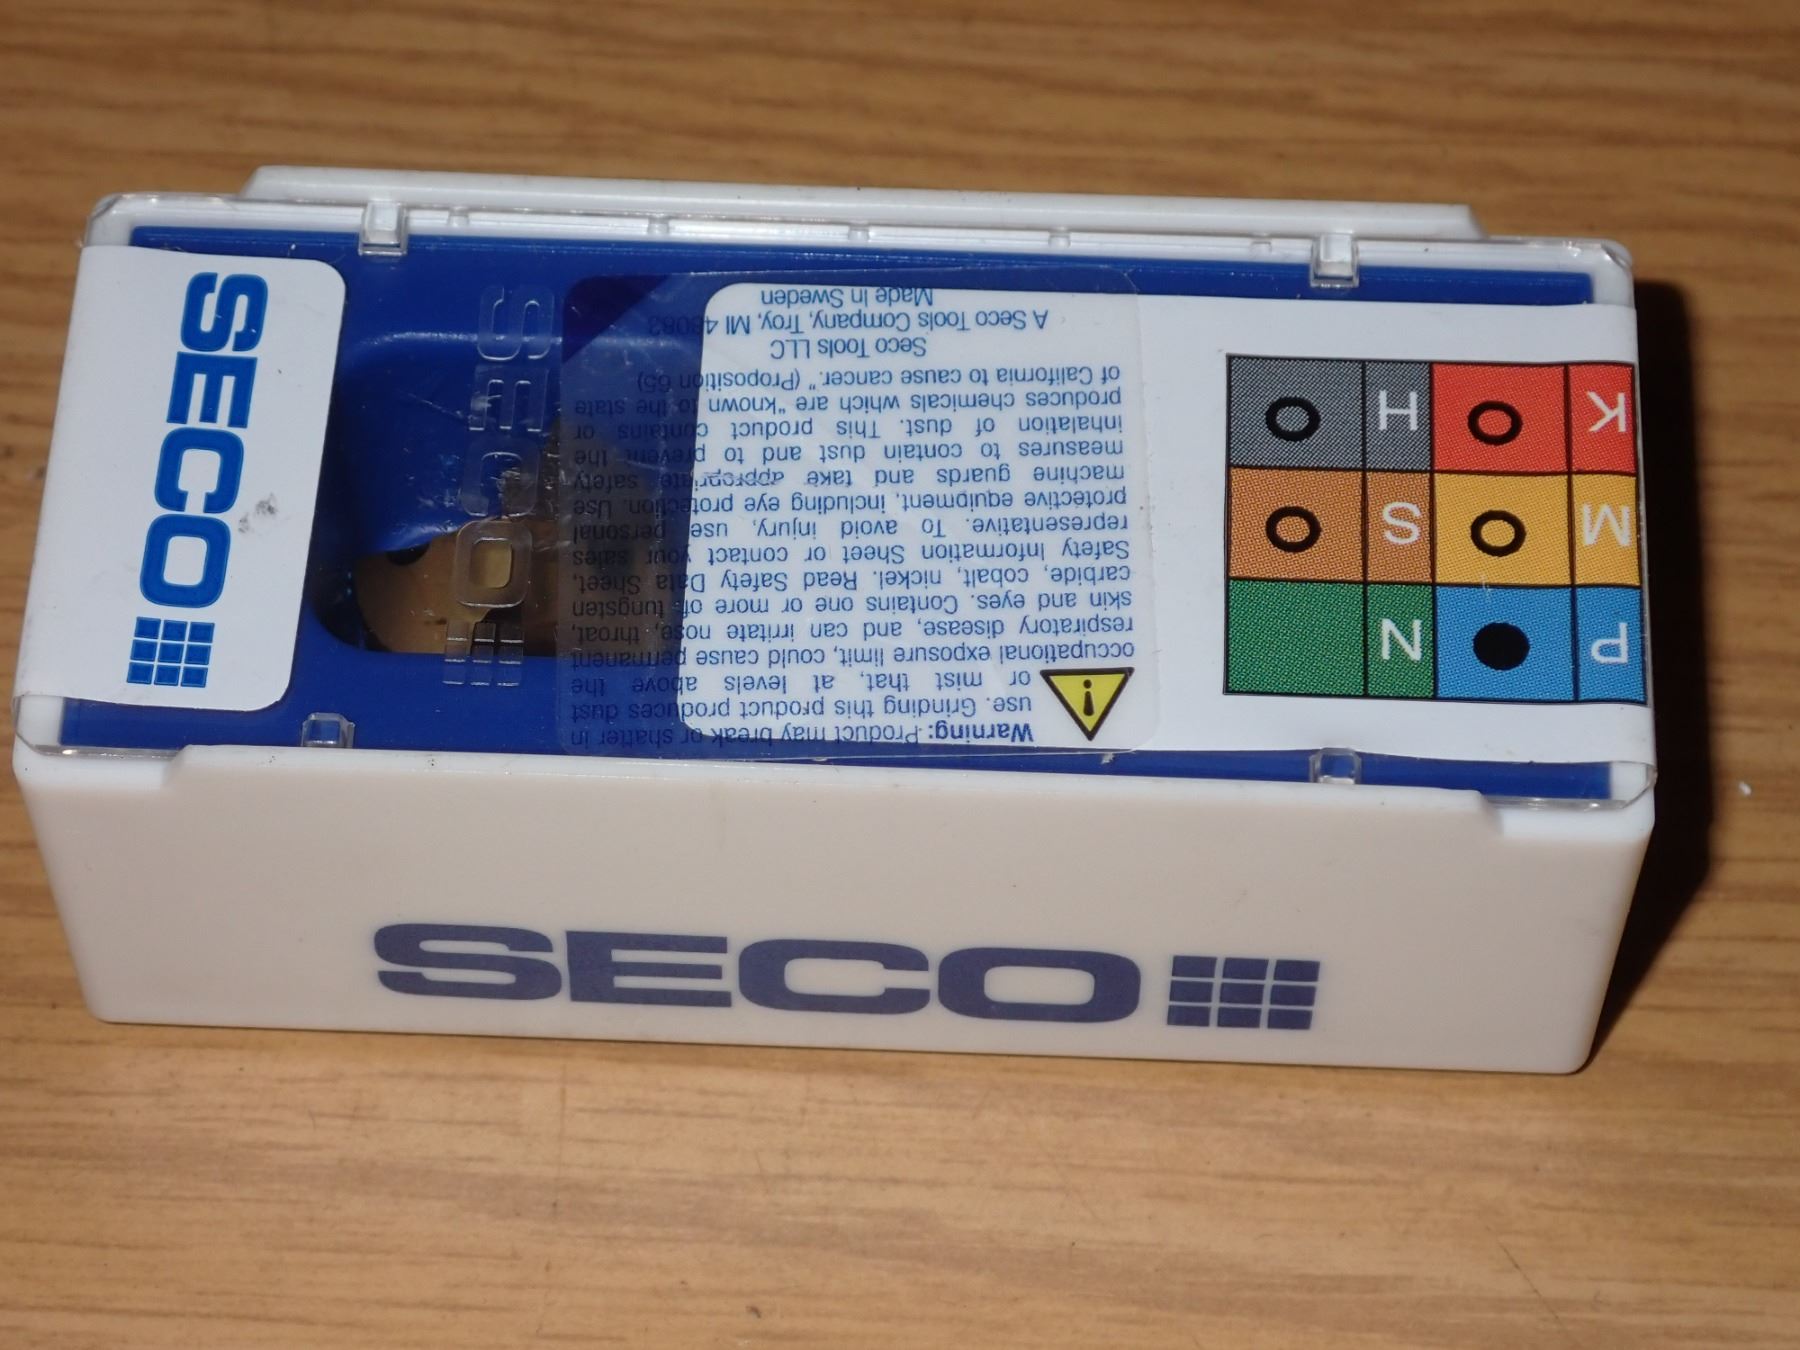 SECO
SECO
Warning: Product may break or shatter in
use. Grinding this product produces dust
or mist that, at levels above the
occupational exposure limit, could cause permanent
respiratory disease, and can irritate nose, throat,
skin and eyes. Contains one or more of tungsten
carbide, cobalt, nickel. Read Safety Data Sheet,
Safety Information Sheet or contact your sales
representative. To avoid injury, use personal
protective equipment, including eye protection. Use
machine guards and take appropriate safety
measures to contain dust and to prevent the
inhalation of dust. This product contains or
produces chemicals which are "known to the state
of California to cause cancer." (Proposition 65)
Seco Tools LLC
A Seco Tools Company, Troy, MI 48083
Made In Sweden
P N
M S
K H
SECO